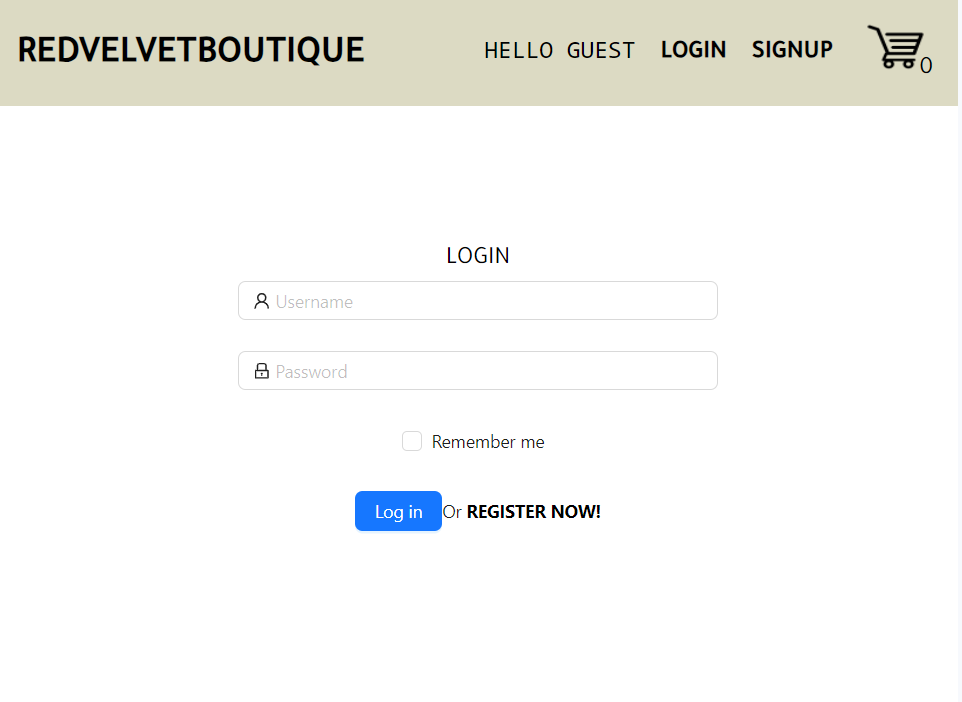 REDVELVETBOUTIQUE HELLO GUEST LOGIN SIGNUP 0
LOGIN
Username
Password
Remember me
Log in Or REGISTER NOW!